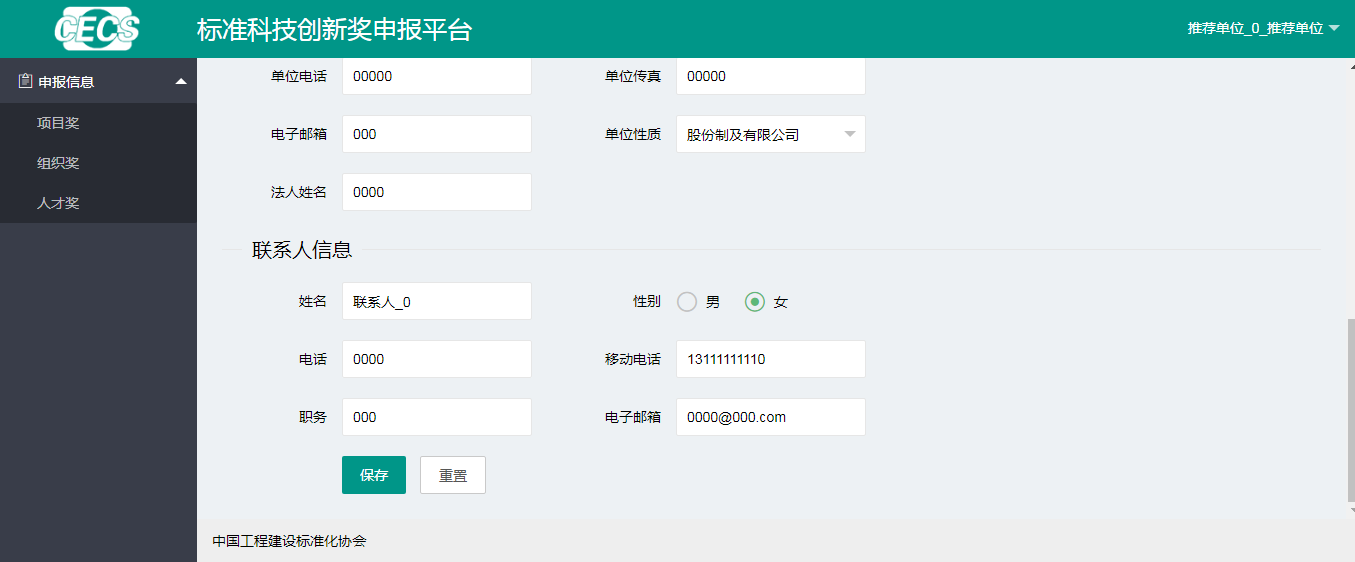 CECS 标准科技创新奖申报平台 推荐单位_0_推荐单位
申报信息
项目奖
组织奖
人才奖
单位电话 00000 单位传真 00000
电子邮箱 000 单位性质 股份制及有限公司
法人姓名 0000
联系人信息
姓名 联系人_0 性别 男 女
电话 0000 移动电话 13111111110
职务 000 电子邮箱 0000@000.com
保存 重置
中国工程建设标准化协会